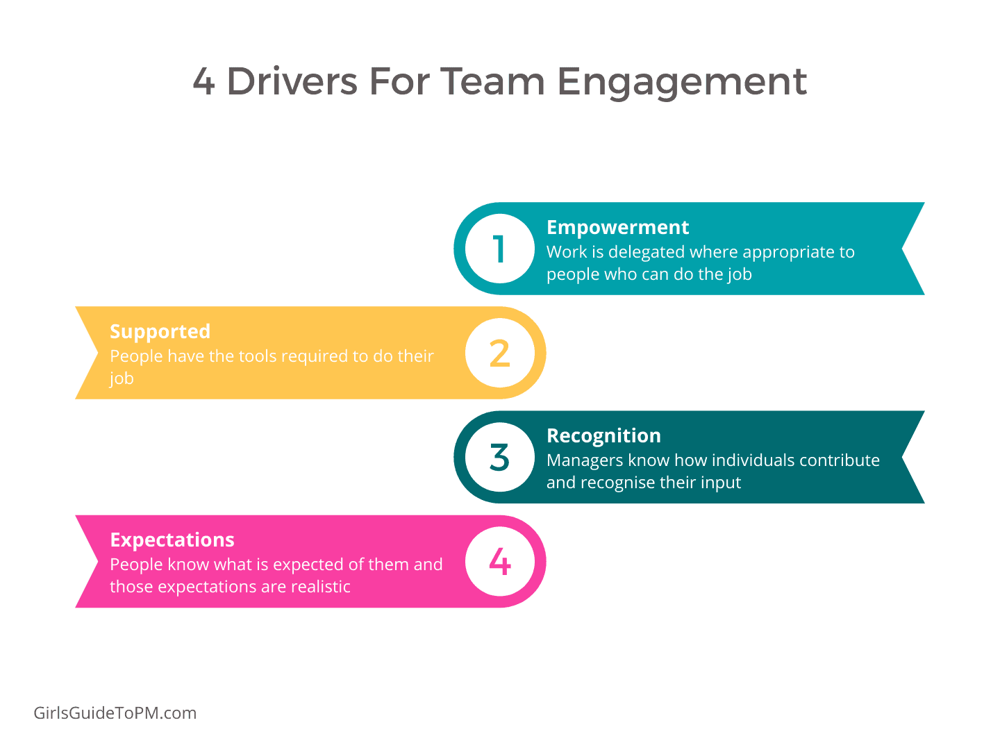 4 Drivers For Team Engagement
1
Empowerment
Work is delegated where appropriate to
people who can do the job
Supported
People have the tools required to do their
job
2
3
Recognition
Managers know how individuals contribute
and recognise their input
Expectations
People know what is expected of them and
those expectations are realistic
4
GirlsGuideToPM.com